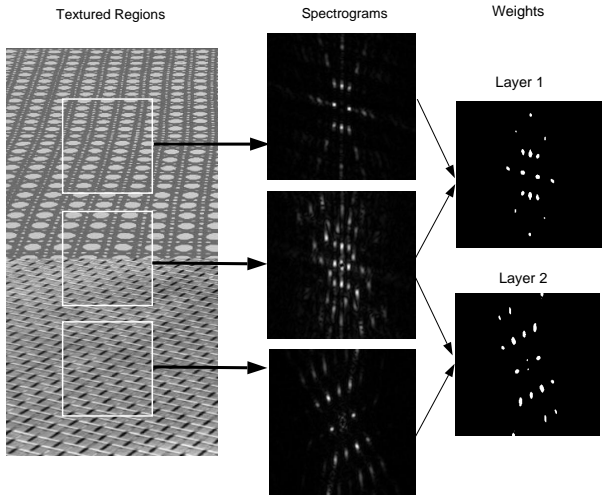 Textured Regions
Spectrograms
Weights
Layer 1
Layer 2